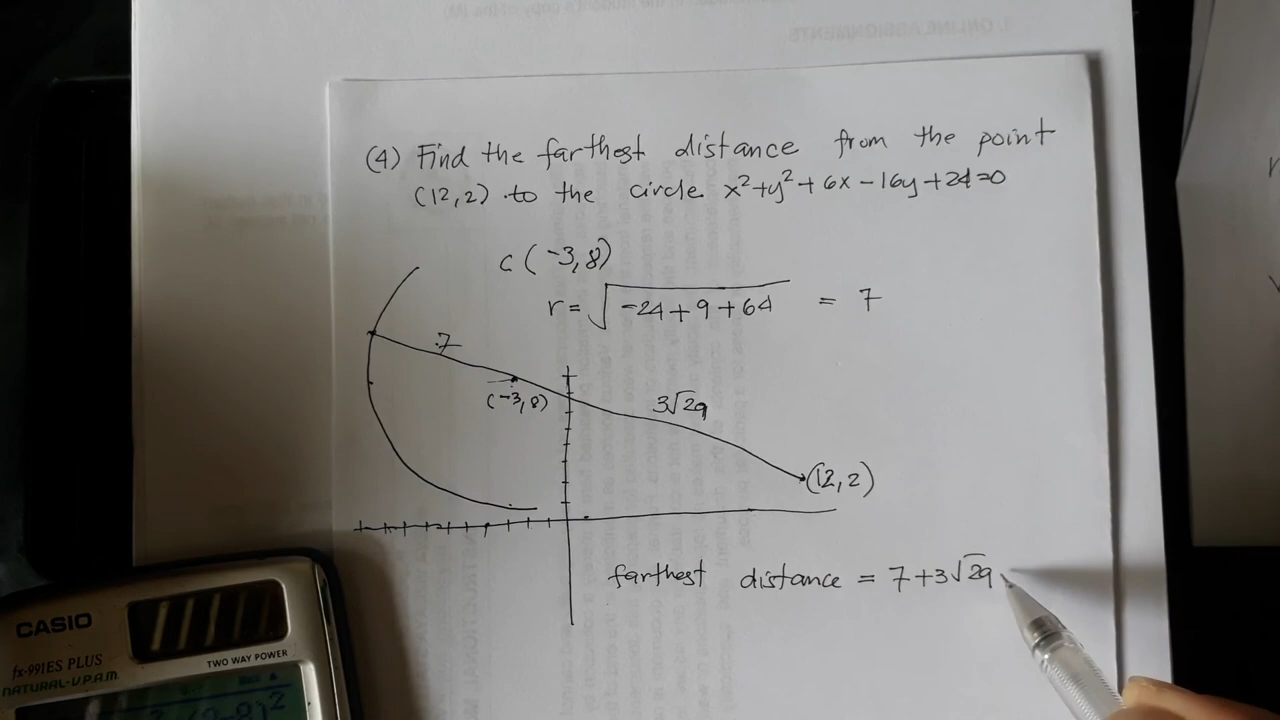 (4) Find the farthest distance from the point
(12,2) to the circle x²+y²+6x-16y+24=0
C(-3,8)
r=√-24+9+64 = 7
7
(-3,8)
3√29
(12,2)
farthest distance = 7+3√29
CASIO
fx-991ES PLUS
NATURAL-V.P.A.M.
TWO WAY POWER